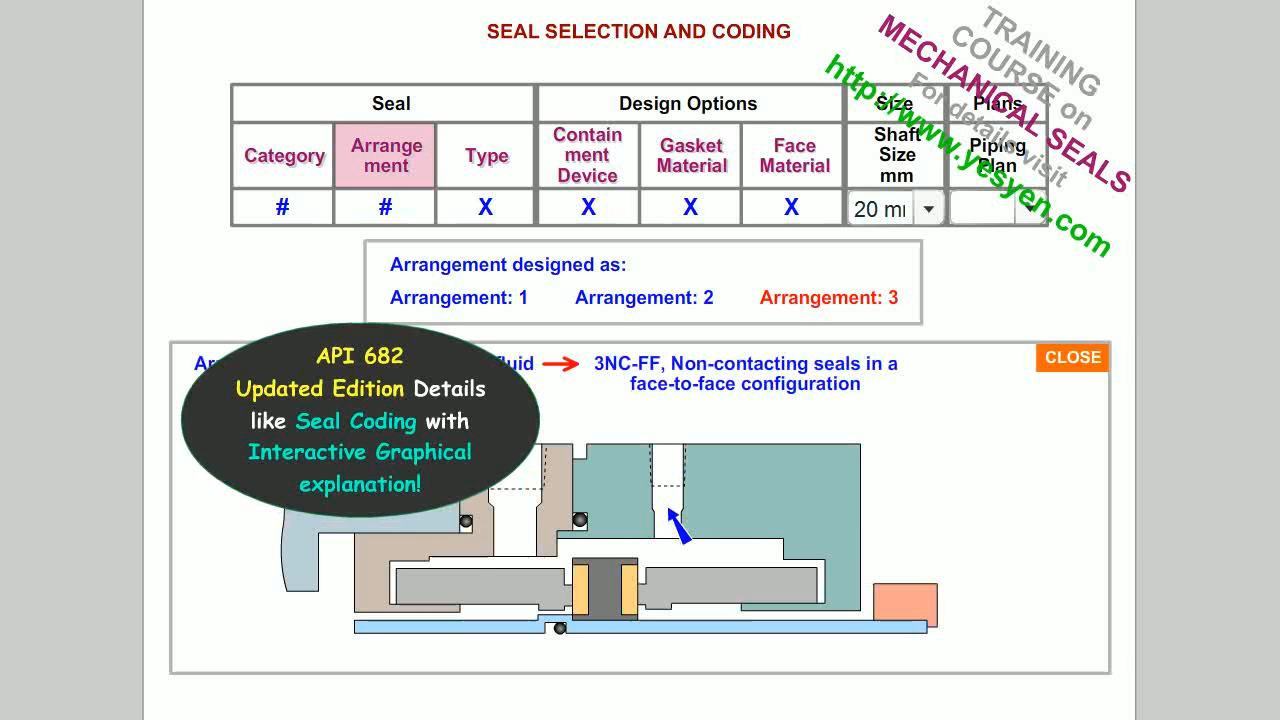 SEAL SELECTION AND CODING
TRAINING
COURSE on
MECHANICAL SEALS
For details visit
http://www.yesyen.com
Seal
Design Options
Size
Plans
Category
Arrange
ment
Type
Contain
ment
Device
Gasket
Material
Face
Material
Shaft
Size
mm
Piping
Plan
# # X X X X 20 m
Arrangement designed as:
Arrangement: 1 Arrangement: 2 Arrangement: 3
fluid
3NC-FF, Non-contacting seals in a
face-to-face configuration
CLOSE
API 682
Updated Edition Details
like Seal Coding with
Interactive Graphical
explanation!